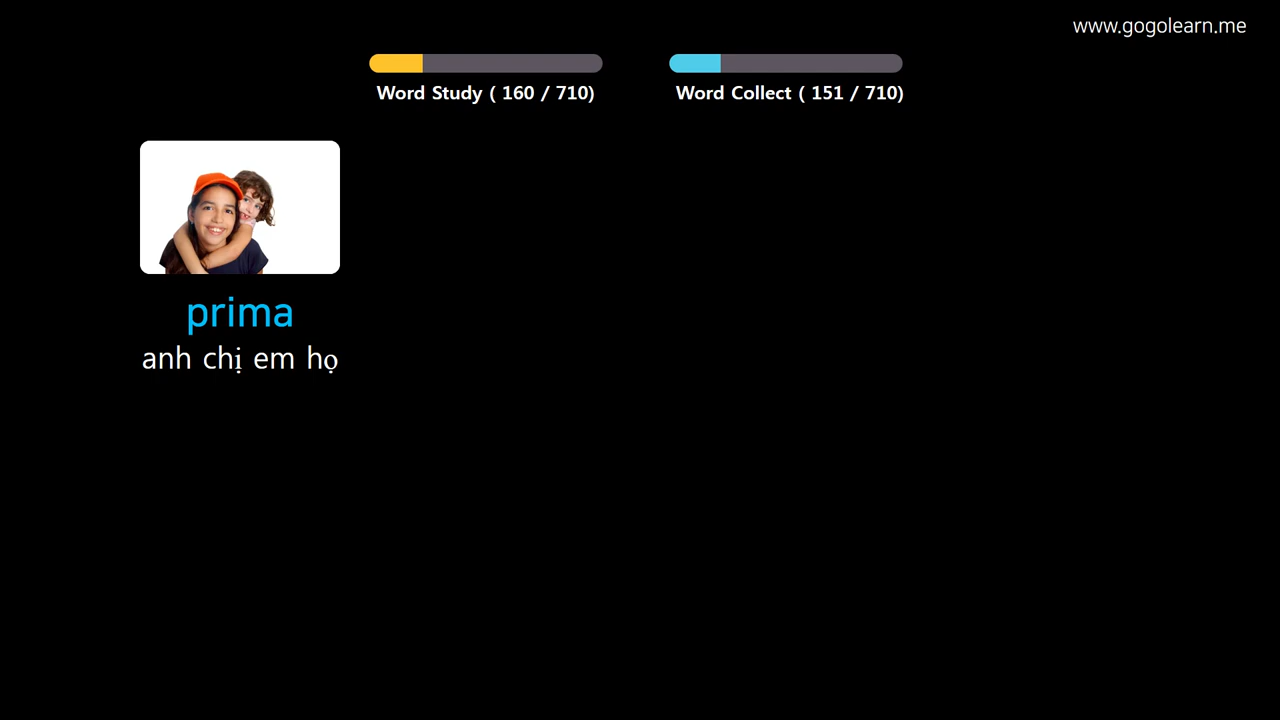 www.gogolearn.me
Word Study ( 160 / 710)
Word Collect ( 151 / 710)
prima
anh chị em họ